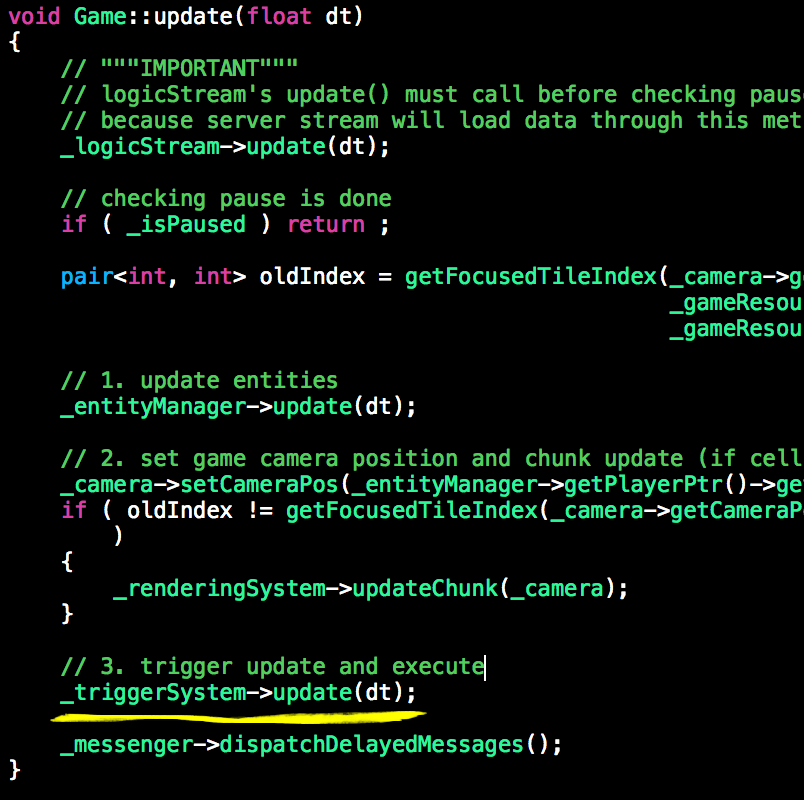 void Game::update(float dt)
{
// """IMPORTANT"""
// logicStream's update() must call before checking paus
// because server stream will load data through this met
_logicStream->update(dt);
// checking pause is done
if ( _isPaused ) return ;
pair<int, int> oldIndex = getFocusedTileIndex(_camera->g
_gameResou
_gameResou
// 1. update entities
_entityManager->update(dt);
// 2. set game camera position and chunk update (if cell
_camera->setCameraPos(_entityManager->getPlayerPtr()->ge
if ( oldIndex != getFocusedTileIndex(_camera->getCameraP
)
{
_renderingSystem->updateChunk(_camera);
}
// 3. trigger update and execute
_triggerSystem->update(dt);
_messenger->dispatchDelayedMessages();
}